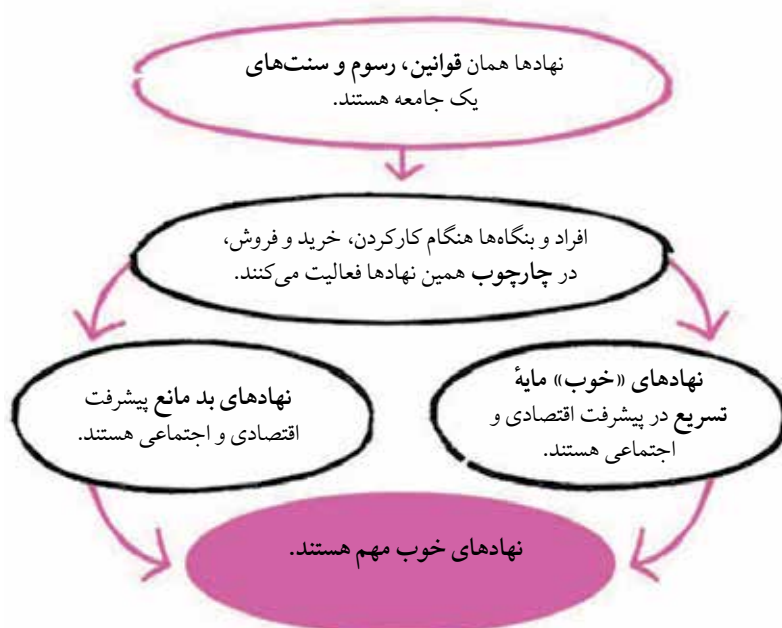 نهادها همان قوانین، رسوم و سنت‌های
یک جامعه هستند.
افراد و بنگاه‌ها هنگام کارکردن، خرید و فروش،
در چارچوب همین نهادها فعالیت می‌کنند.
نهادهای «خوب» مایهٔ
تسریع در پیشرفت اقتصادی و
اجتماعی هستند.
نهادهای بد مانع پیشرفت
اقتصادی و اجتماعی هستند.
نهادهای خوب مهم هستند.